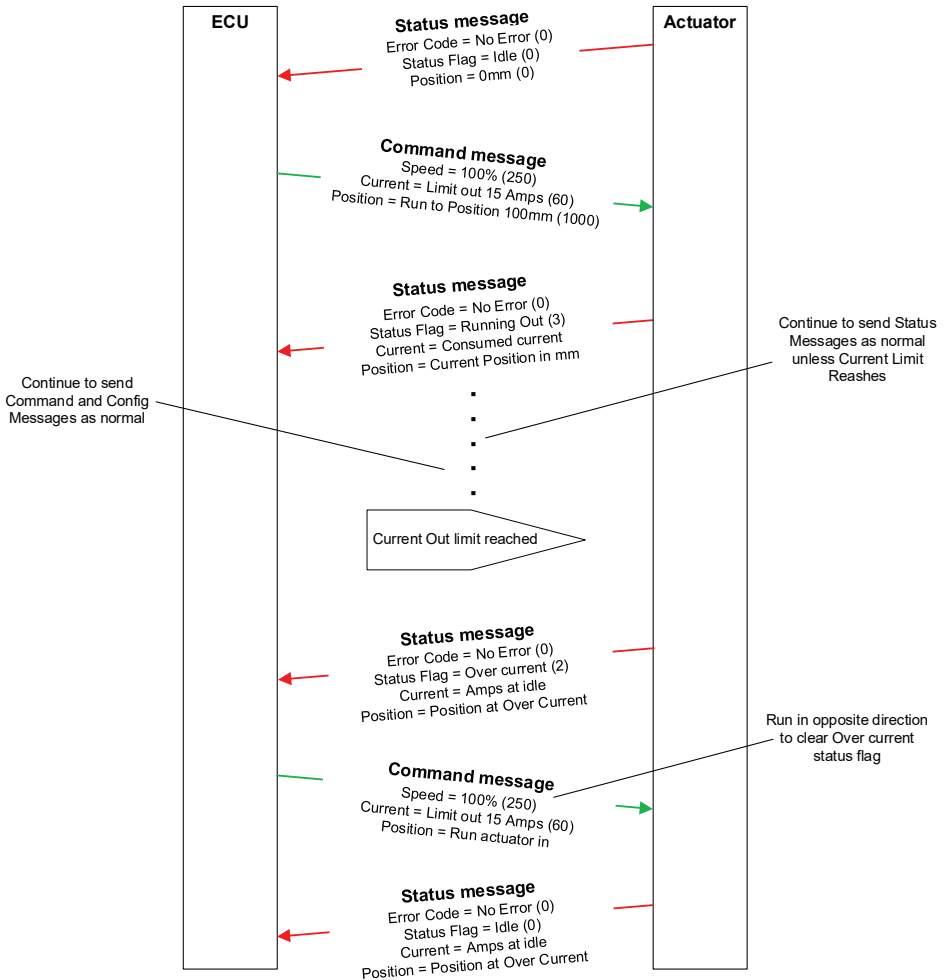 ECU
Actuator
Status message
Error Code = No Error (0)
Status Flag = Idle (0)
Position = 0mm (0)
Command message
Speed = 100% (250)
Current = Limit out 15 Amps (60)
Position = Run to Position 100mm (1000)
Status message
Error Code = No Error (0)
Status Flag = Running Out (3)
Current = Consumed current
Position = Current Position in mm
Continue to send Status
Messages as normal
unless Current Limit
Reashes
Continue to send
Command and Config
Messages as normal
Current Out limit reached
Status message
Error Code = No Error (0)
Status Flag = Over current (2)
Current = Amps at idle
Position = Position at Over Current
Run in opposite direction
to clear Over current
status flag
Command message
Speed = 100% (250)
Current = Limit out 15 Amps (60)
Position = Run actuator in
Status message
Error Code = No Error (0)
Status Flag = Idle (0)
Current = Amps at idle
Position = Position at Over Current